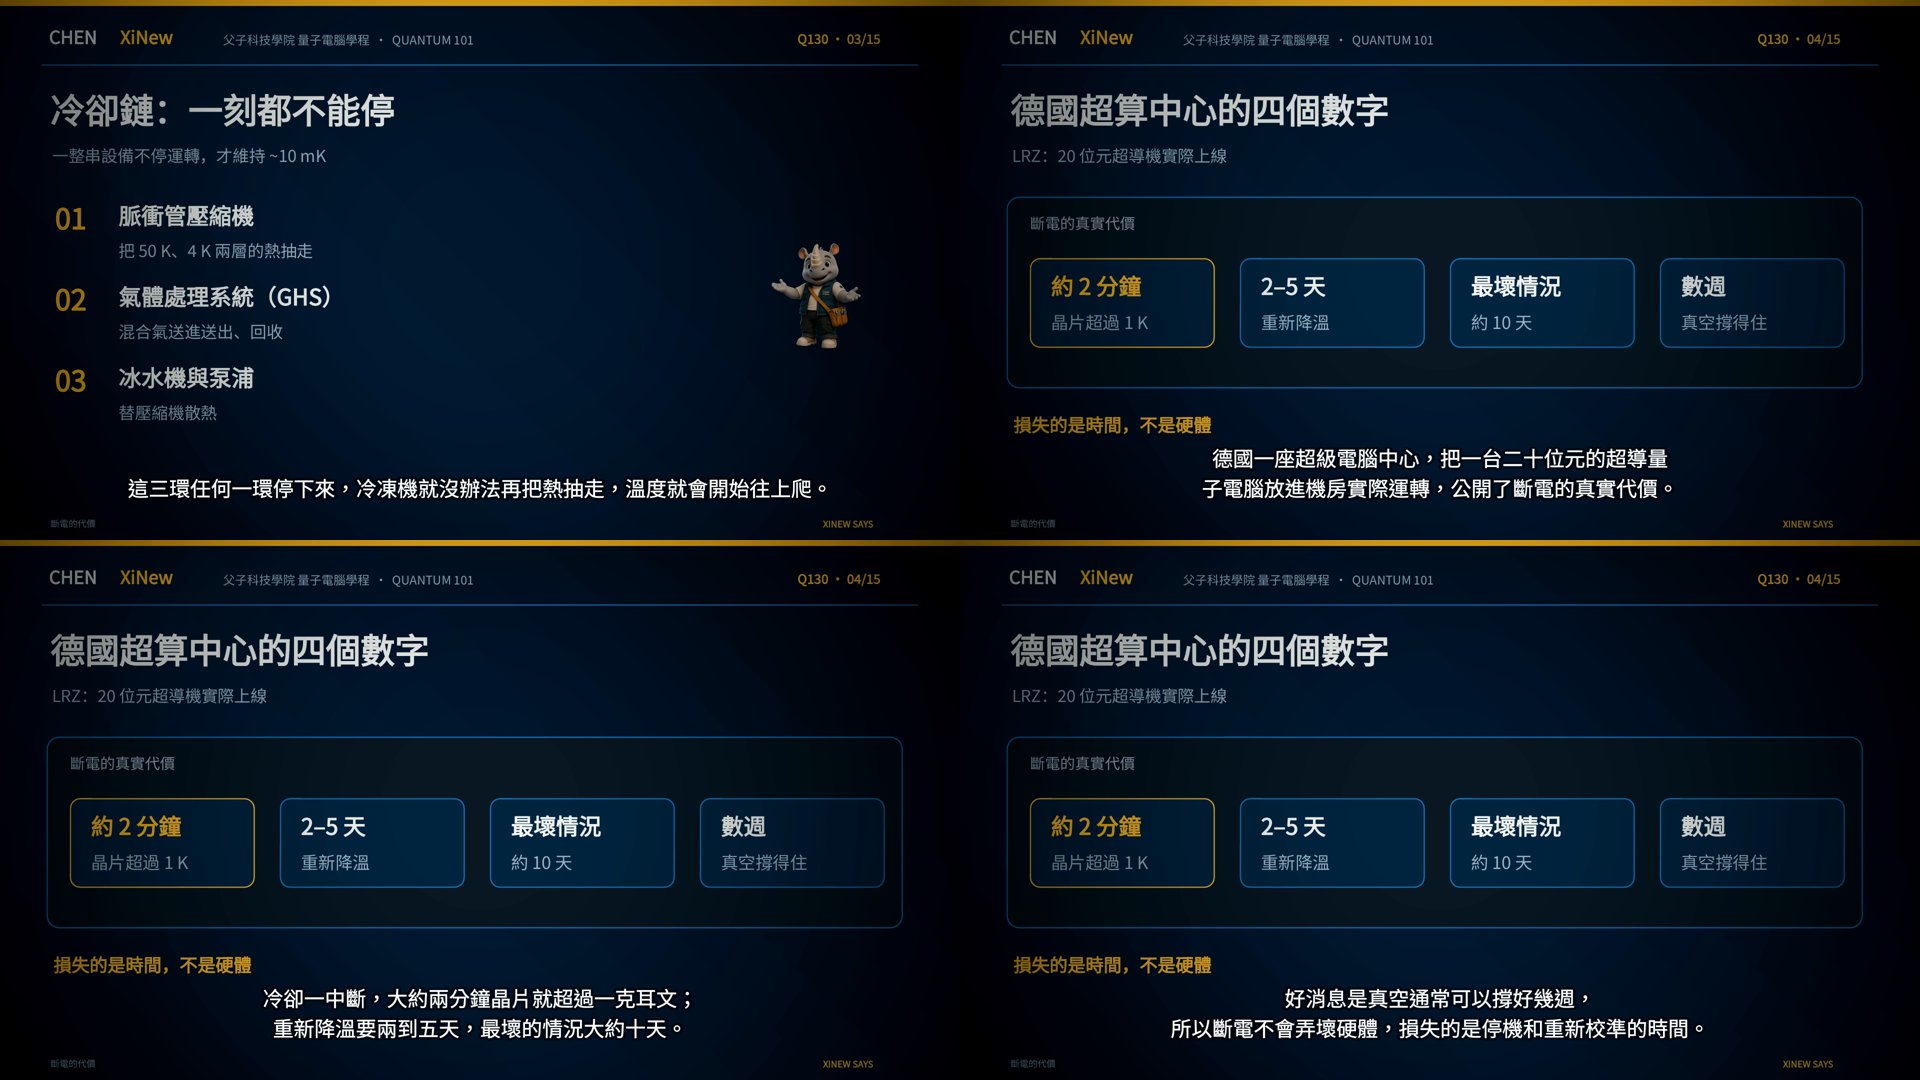 CHEN XiNew 父子科技學院 量子電腦學程 · QUANTUM 101 Q130 · 03/15
冷卻鏈：一刻都不能停
一整串設備不停運轉，才維持 ~10 mK
01 脈衝管壓縮機
把 50 K、4 K 兩層的熱抽走
02 氣體處理系統（GHS）
混合氣送進送出、回收
03 冰水機與泵浦
替壓縮機散熱
這三環任何一環停下來，冷凍機就沒辦法再把熱抽走，溫度就會開始往上爬。
斷電的代價 XINEW SAYS
CHEN XiNew 父子科技學院 量子電腦學程 · QUANTUM 101 Q130 · 04/15
德國超算中心的四個數字
LRZ：20 位元超導機實際上線
斷電的真實代價
約 2 分鐘 2–5 天 最壞情況 數週
晶片超過 1 K 重新降溫 約 10 天 真空撐得住
損失的是時間，不是硬體
德國一座超級電腦中心，把一台二十位元的超導量
子電腦放進機房實際運轉，公開了斷電的真實代價。
斷電的代價 XINEW SAYS
CHEN XiNew 父子科技學院 量子電腦學程 · QUANTUM 101 Q130 · 04/15
德國超算中心的四個數字
LRZ：20 位元超導機實際上線
斷電的真實代價
約 2 分鐘 2–5 天 最壞情況 數週
晶片超過 1 K 重新降溫 約 10 天 真空撐得住
損失的是時間，不是硬體
冷卻一中斷，大約兩分鐘晶片就超過一克耳文；
重新降溫要兩到五天，最壞的情況大約十天。
斷電的代價 XINEW SAYS
CHEN XiNew 父子科技學院 量子電腦學程 · QUANTUM 101 Q130 · 04/15
德國超算中心的四個數字
LRZ：20 位元超導機實際上線
斷電的真實代價
約 2 分鐘 2–5 天 最壞情況 數週
晶片超過 1 K 重新降溫 約 10 天 真空撐得住
損失的是時間，不是硬體
好消息是真空通常可以撐好幾週，
所以斷電不會弄壞硬體，損失的是停機和重新校準的時間。
斷電的代價 XINEW SAYS